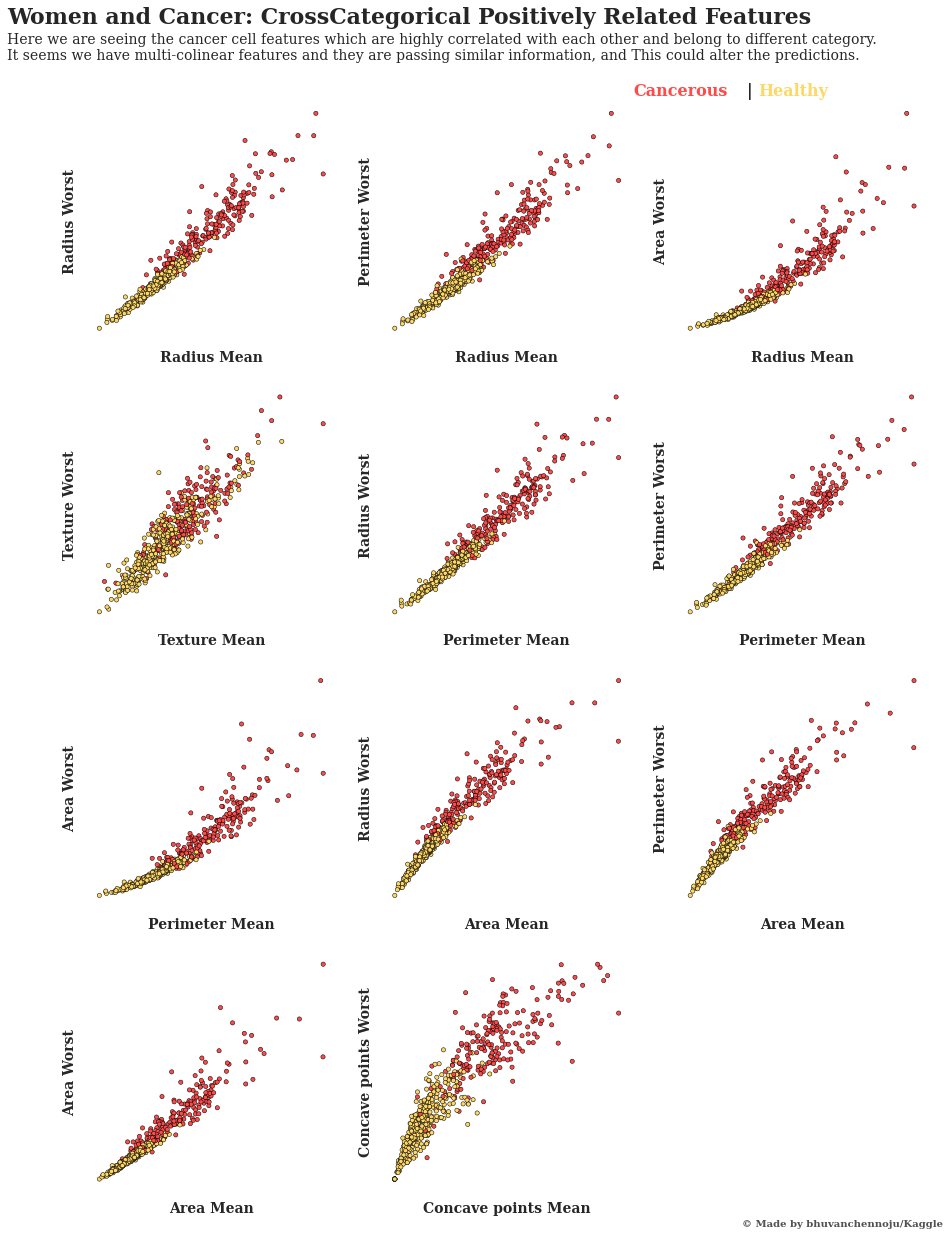 Women and Cancer: CrossCategorical Positively Related Features
Here we are seeing the cancer cell features which are highly correlated with each other and belong to different category.
It seems we have multi-colinear features and they are passing similar information, and This could alter the predictions.
Cancerous | Healthy
Radius Worst
Radius Mean
Perimeter Worst
Radius Mean
Area Worst
Radius Mean
Texture Worst
Texture Mean
Radius Worst
Perimeter Mean
Perimeter Worst
Perimeter Mean
Area Worst
Perimeter Mean
Radius Worst
Area Mean
Perimeter Worst
Area Mean
Area Worst
Area Mean
Concave points Worst
Concave points Mean
© Made by bhuvanchennoju/Kaggle